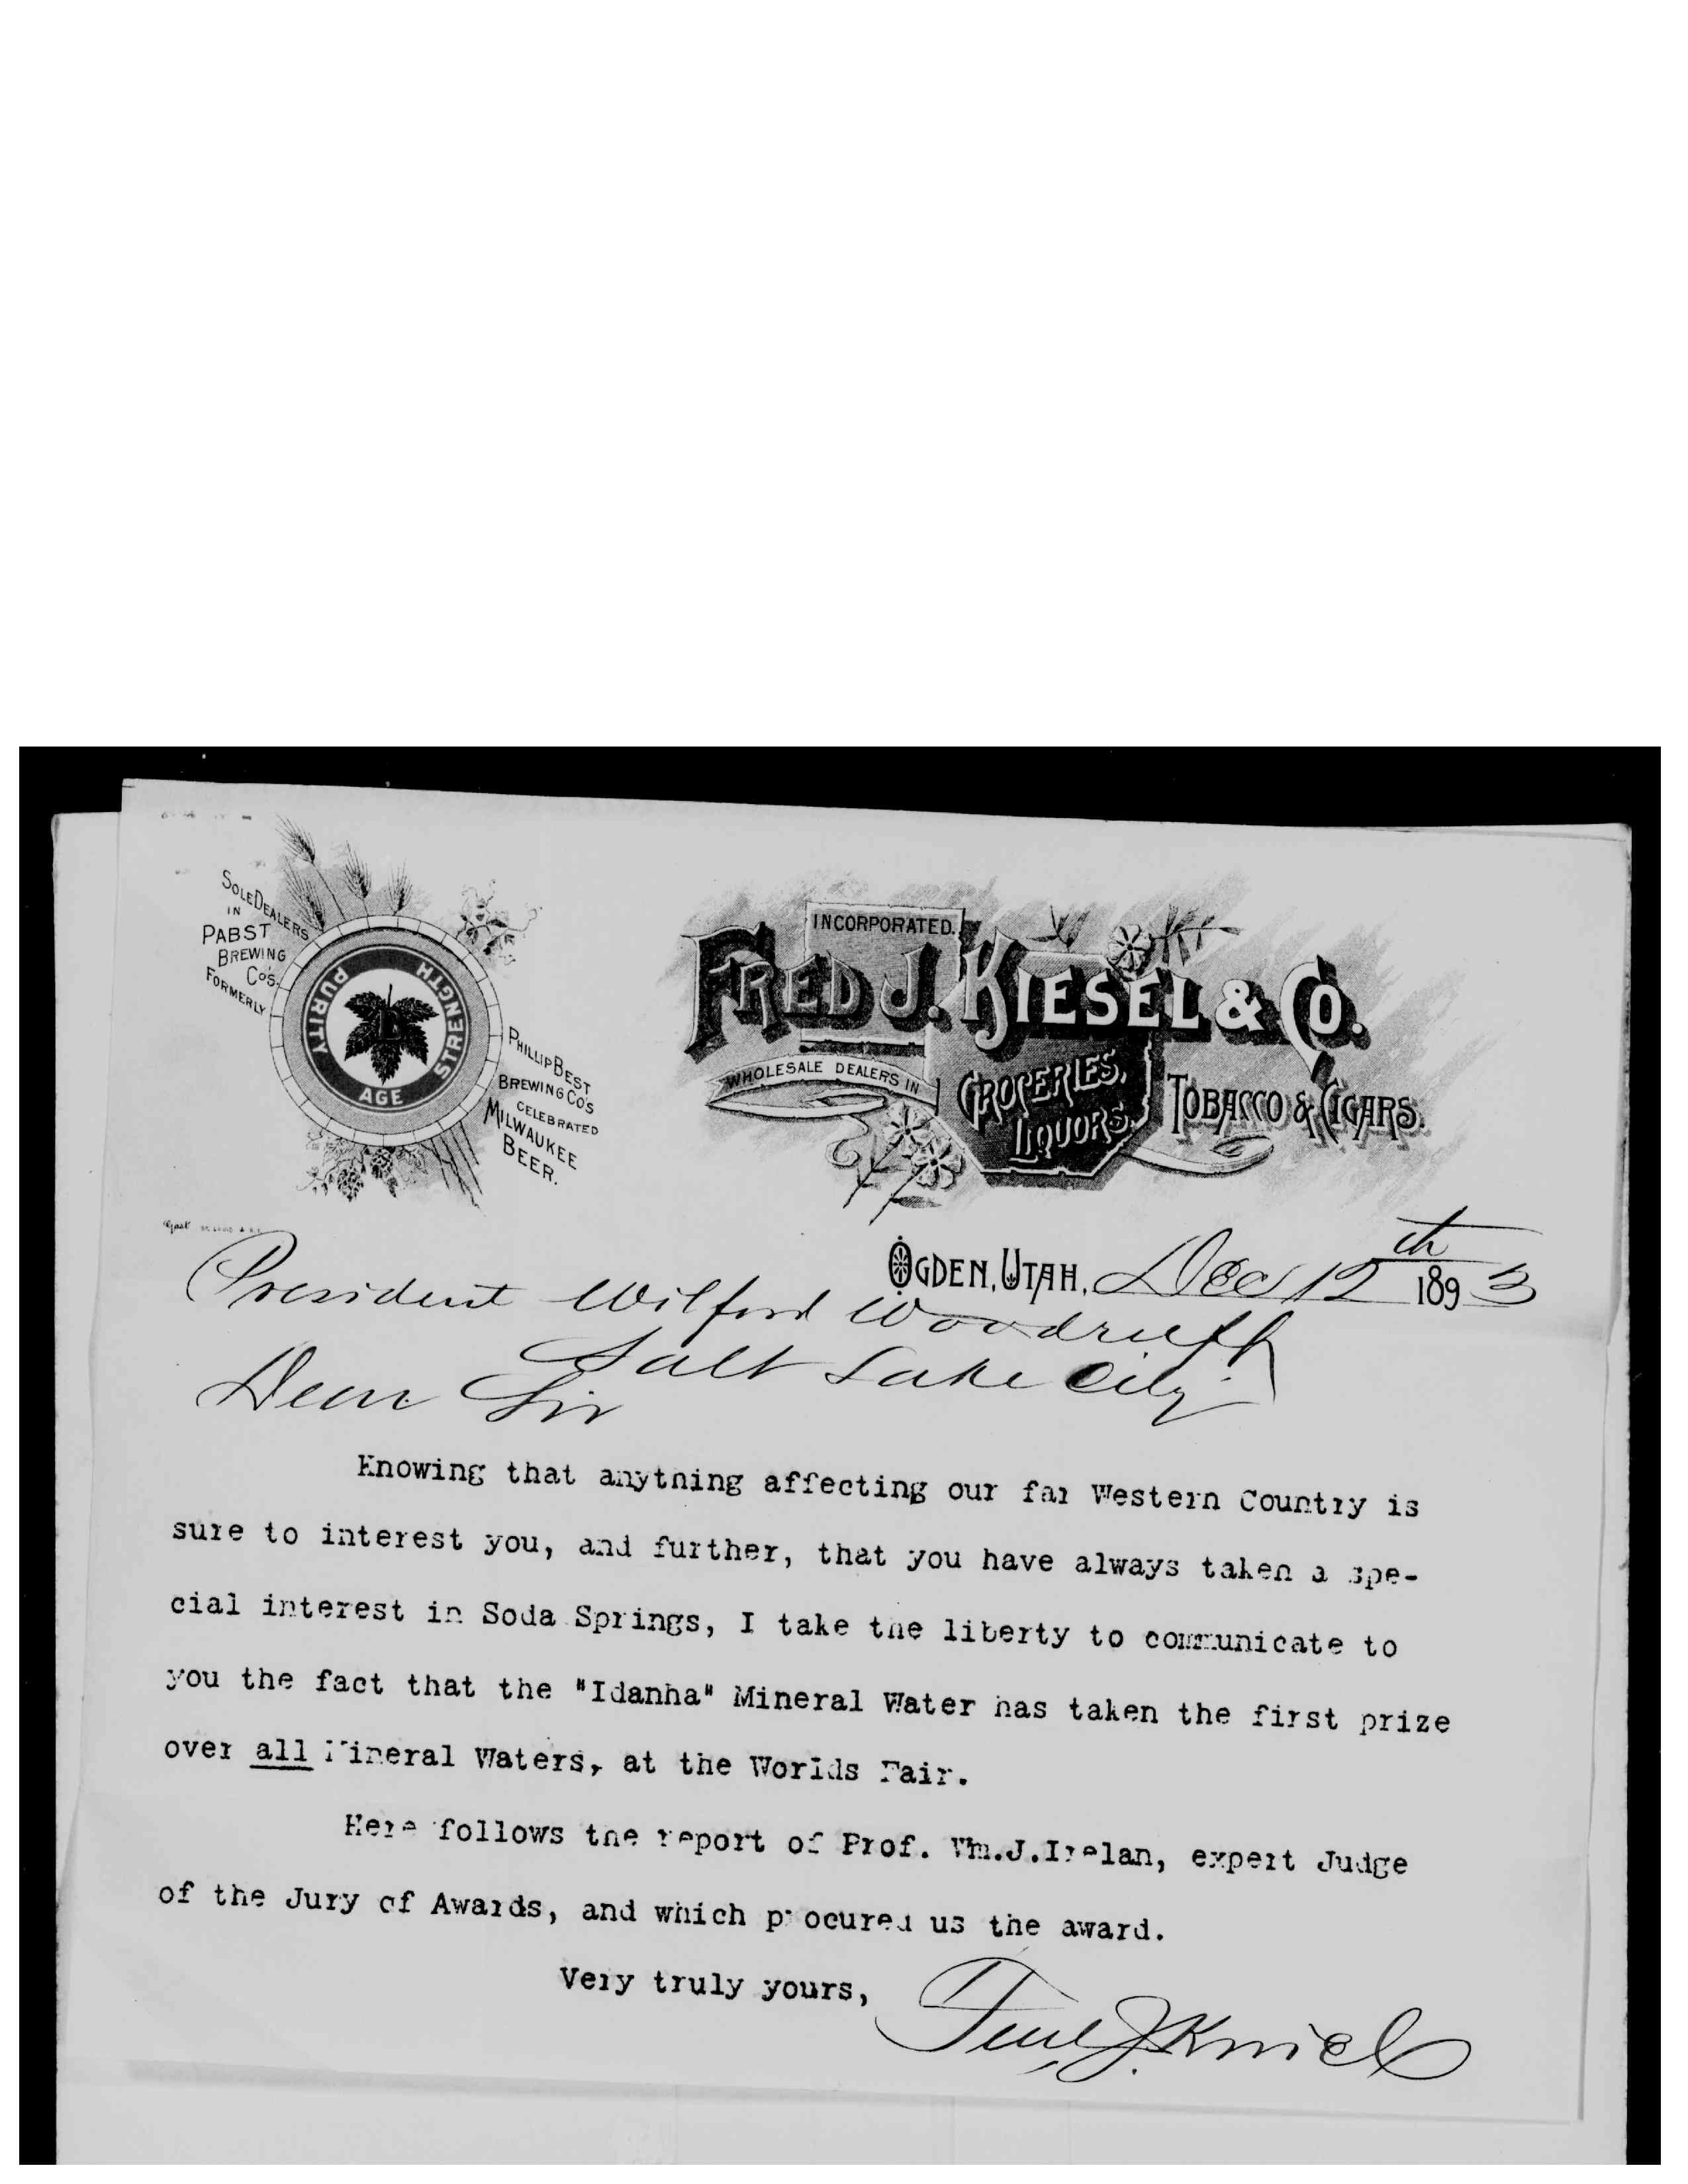 SOLE DEALERS
IN
PABST
BREWING
CO'S.
FORMERLY
PURITY
STRENGTH
AGE
PHILLIP BEST
BREWING CO'S
CELEBRATED
MILWAUKEE
BEER.
INCORPORATED.
FRED J. KIESEL & CO.
WHOLESALE DEALERS IN
GROCERIES,
LIQUORS,
TOBACCO & CIGARS.
OGDEN, UTAH, Dec 12th 1893
President Wilford Woodruff
Salt Lake City
Dear Sir
Knowing that anything affecting our far Western Country is
sure to interest you, and further, that you have always taken a spe-
cial interest in Soda Springs, I take the liberty to communicate to
you the fact that the "Idanha" Mineral Water has taken the first prize
over all Mineral Waters, at the Worlds Fair.
Here follows the report of Prof. Wm.J.Irelan, expert Judge
of the Jury of Awards, and which procured us the award.
Very truly yours,
Fred J. Kiesel